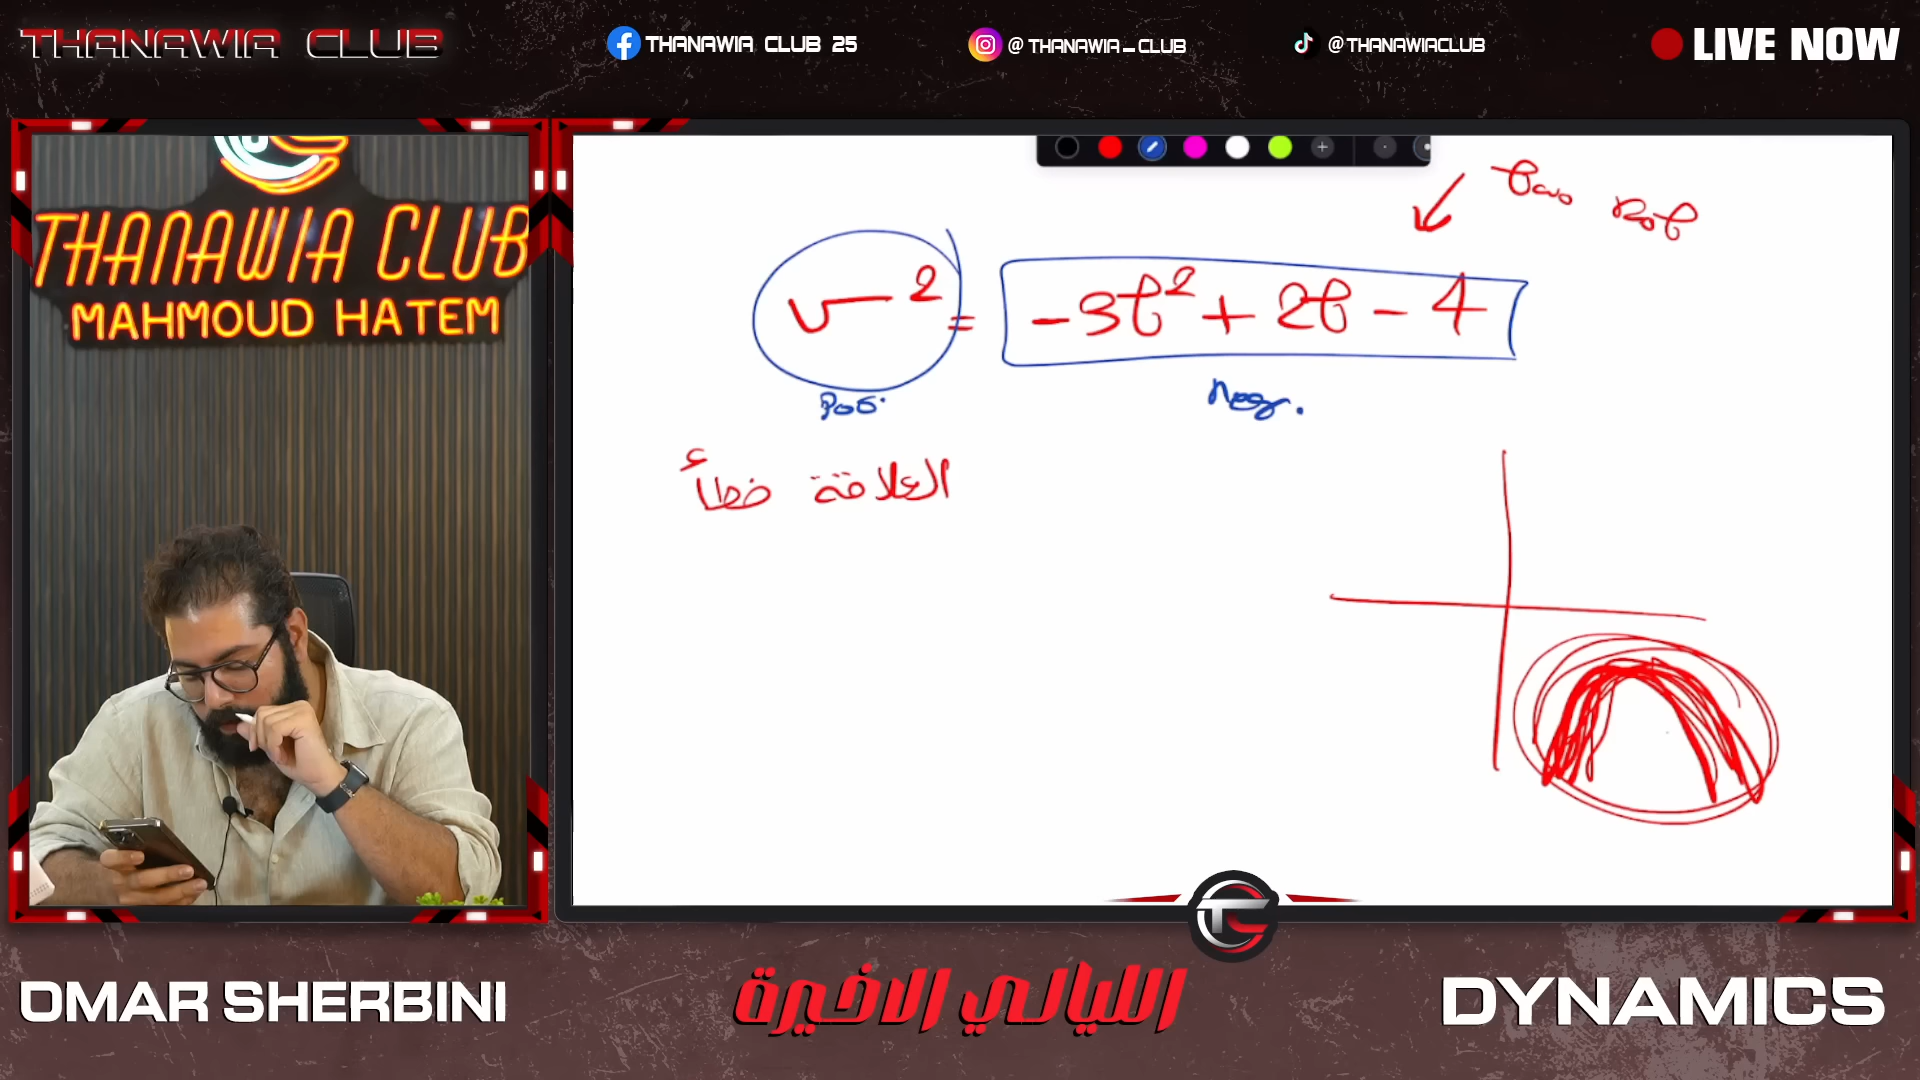 THANAWIA CLUB
THANAWIA CLUB 25
@THANAWIA_CLUB
@THANAWIACLUB
LIVE NOW
THANAWIA CLUB
MAHMOUD HATEM
v² = -3t² + 2t - 4
Pos.
neg.
العلاقة خطأ
TC
OMAR SHERBINI
الليالي الاخيرة
DYNAMICS